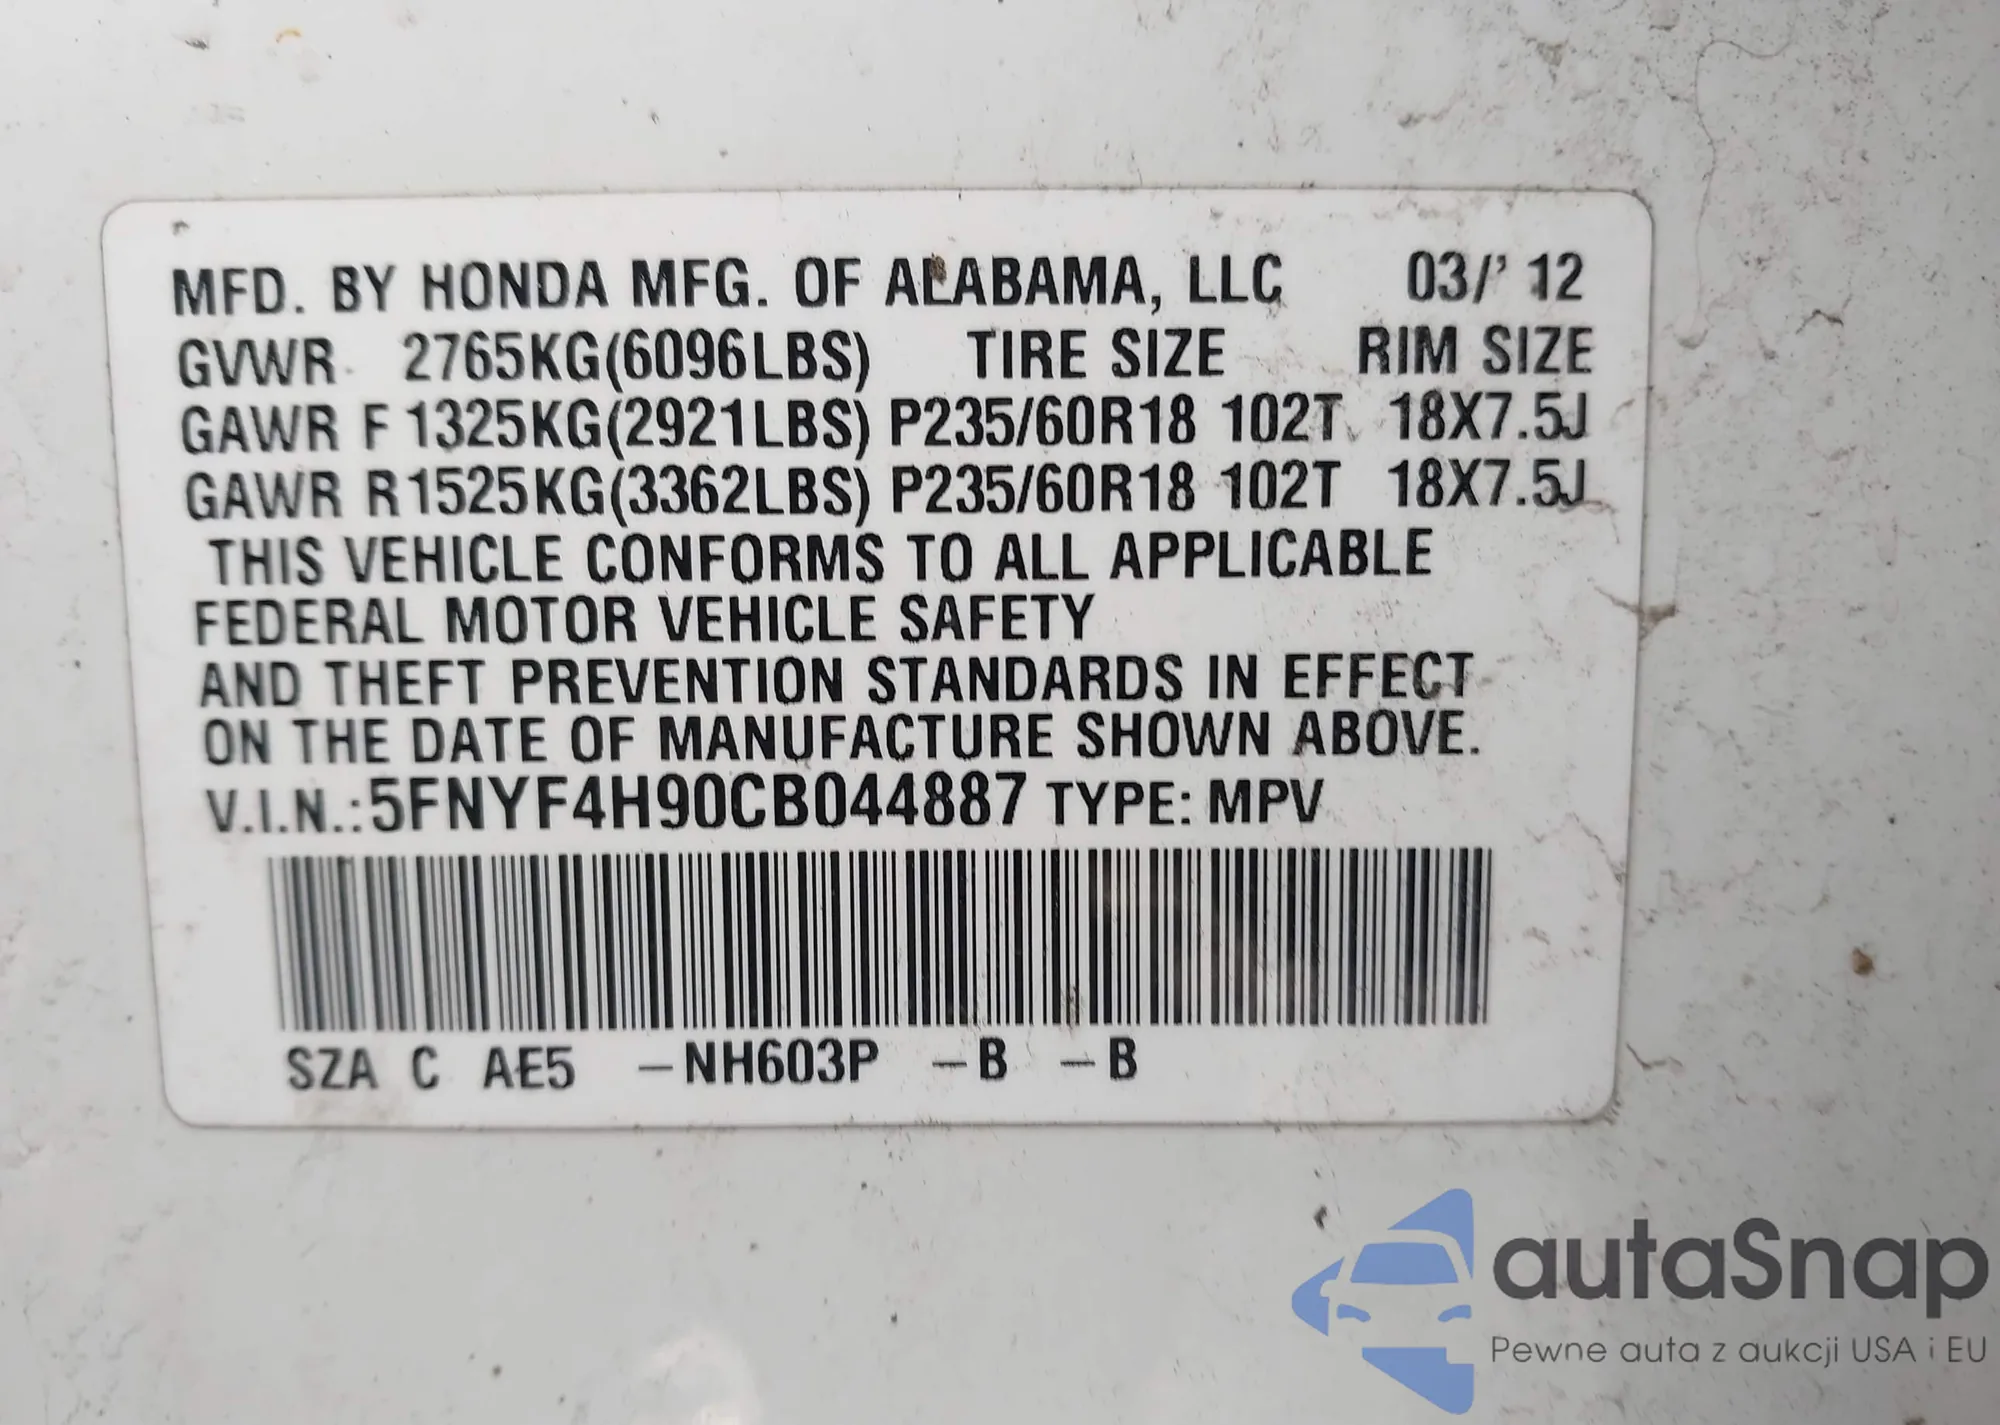 MFD. BY HONDA MFG. OF ALABAMA, LLC 03/' 12
GVWR 2765KG(6096LBS) TIRE SIZE RIM SIZE
GAWR F 1325KG(2921LBS) P235/60R18 102T 18X7.5J
GAWR R 1525KG(3362LBS) P235/60R18 102T 18X7.5J
THIS VEHICLE CONFORMS TO ALL APPLICABLE
FEDERAL MOTOR VEHICLE SAFETY
AND THEFT PREVENTION STANDARDS IN EFFECT
ON THE DATE OF MANUFACTURE SHOWN ABOVE.
V.I.N.:5FNYF4H90CB044887 TYPE: MPV
SZA C AE5 –NH603P –B –B
autaSnap
Pewne auta z aukcji USA i EU